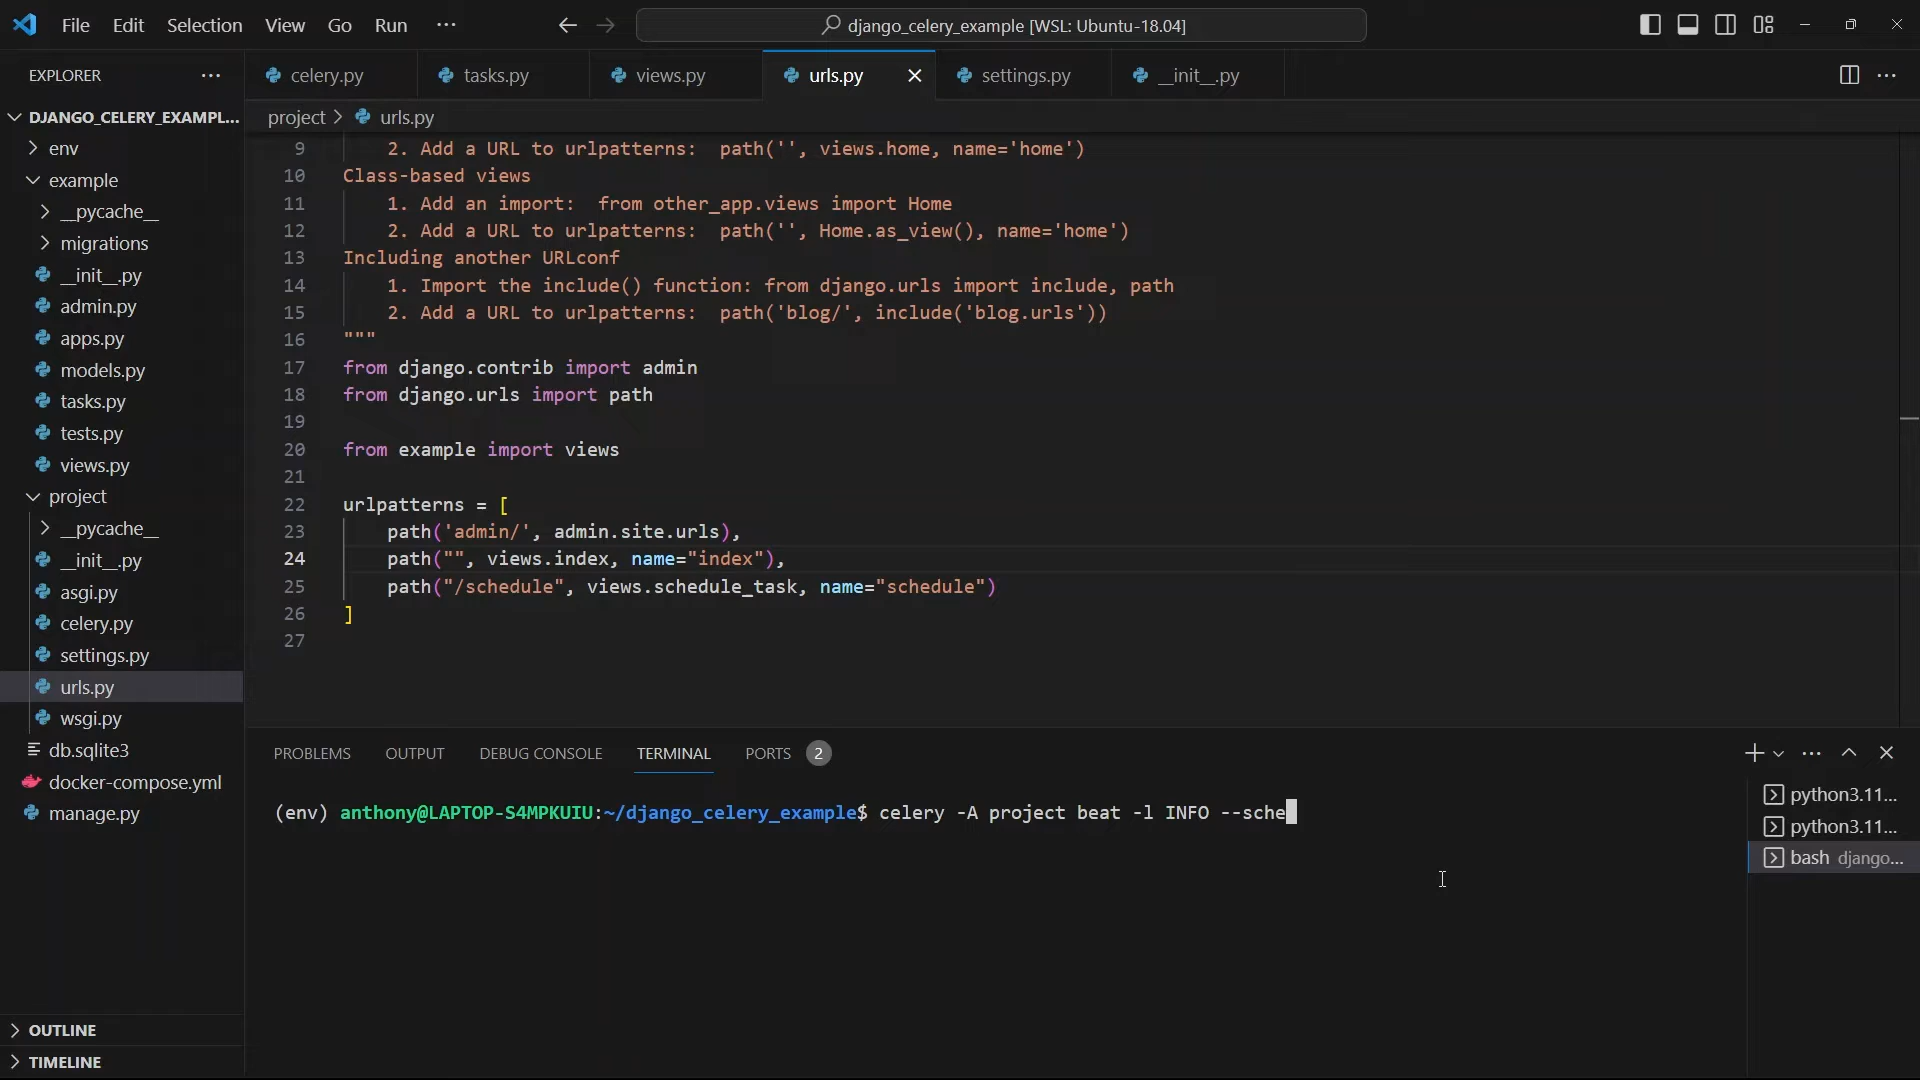 File Edit Selection View Go Run ···
django_celery_example [WSL: Ubuntu-18.04]
EXPLORER
celery.py
tasks.py
views.py
urls.py
settings.py
__init__.py
DJANGO_CELERY_EXAMPL...
project > urls.py
env
example
__pycache__
migrations
__init__.py
admin.py
apps.py
models.py
tasks.py
tests.py
views.py
project
__pycache__
__init__.py
asgi.py
celery.py
settings.py
urls.py
wsgi.py
db.sqlite3
docker-compose.yml
manage.py
OUTLINE
TIMELINE
9 2. Add a URL to urlpatterns:  path('', views.home, name='home')
10 Class-based views
11 1. Add an import:  from other_app.views import Home
12 2. Add a URL to urlpatterns:  path('', Home.as_view(), name='home')
13 Including another URLconf
14 1. Import the include() function: from django.urls import include, path
15 2. Add a URL to urlpatterns:  path('blog/', include('blog.urls'))
16 """
17 from django.contrib import admin
18 from django.urls import path
19
20 from example import views
21
22 urlpatterns = [
23 path('admin/', admin.site.urls),
24 path("", views.index, name="index"),
25 path("/schedule", views.schedule_task, name="schedule")
26 ]
27
PROBLEMS OUTPUT DEBUG CONSOLE TERMINAL PORTS 2
(env) anthony@LAPTOP-S4MPKUIU:~/django_celery_example$ celery -A project beat -l INFO --sche
python3.11...
python3.11...
bash django...